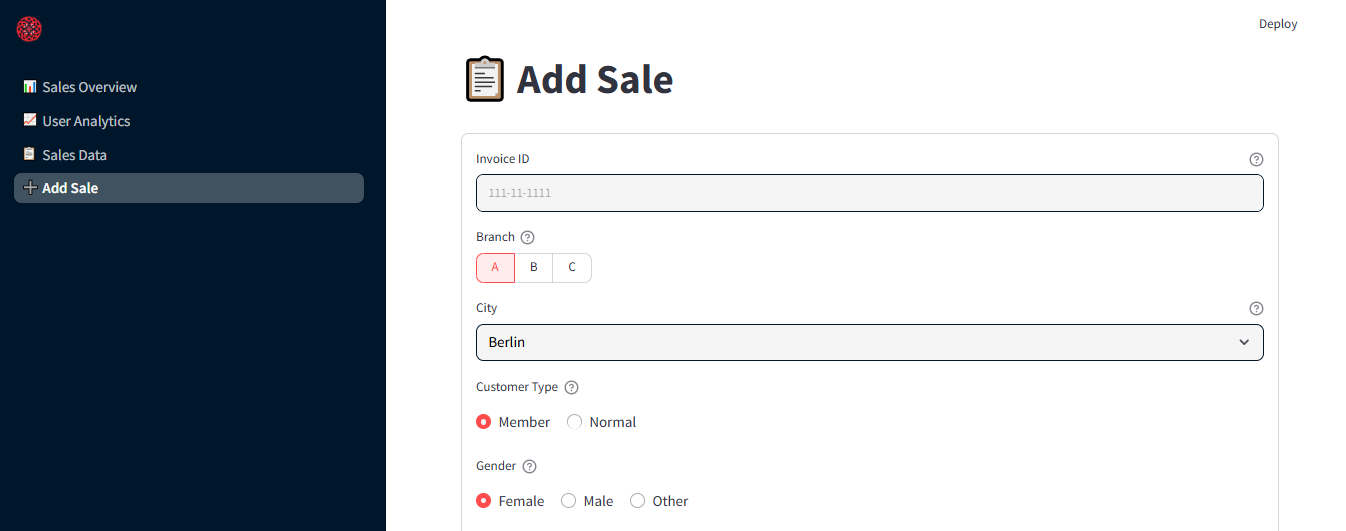 Deploy
Sales Overview
User Analytics
Sales Data
Add Sale
Add Sale
Invoice ID
111-11-1111
Branch
A B C
City
Berlin
Customer Type
Member Normal
Gender
Female Male Other